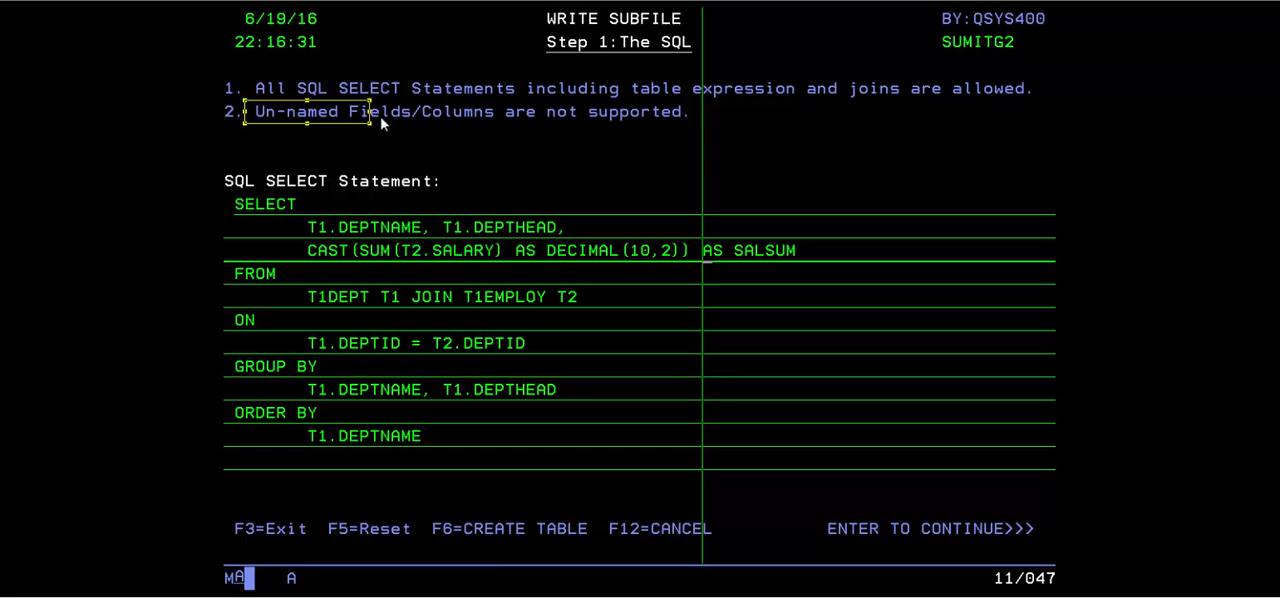 6/19/16 WRITE SUBFILE BY:QSYS400
22:16:31 Step 1:The SQL SUMITG2
1. All SQL SELECT Statements including table expression and joins are allowed.
2. Un-named Fields/Columns are not supported.
SQL SELECT Statement:
SELECT
T1.DEPTNAME, T1.DEPTHEAD,
CAST(SUM(T2.SALARY) AS DECIMAL(10,2)) AS SALSUM
FROM
T1DEPT T1 JOIN T1EMPLOY T2
ON
T1.DEPTID = T2.DEPTID
GROUP BY
T1.DEPTNAME, T1.DEPTHEAD
ORDER BY
T1.DEPTNAME
F3=Exit F5=Reset F6=CREATE TABLE F12=CANCEL ENTER TO CONTINUE>>>
MA A 11/047